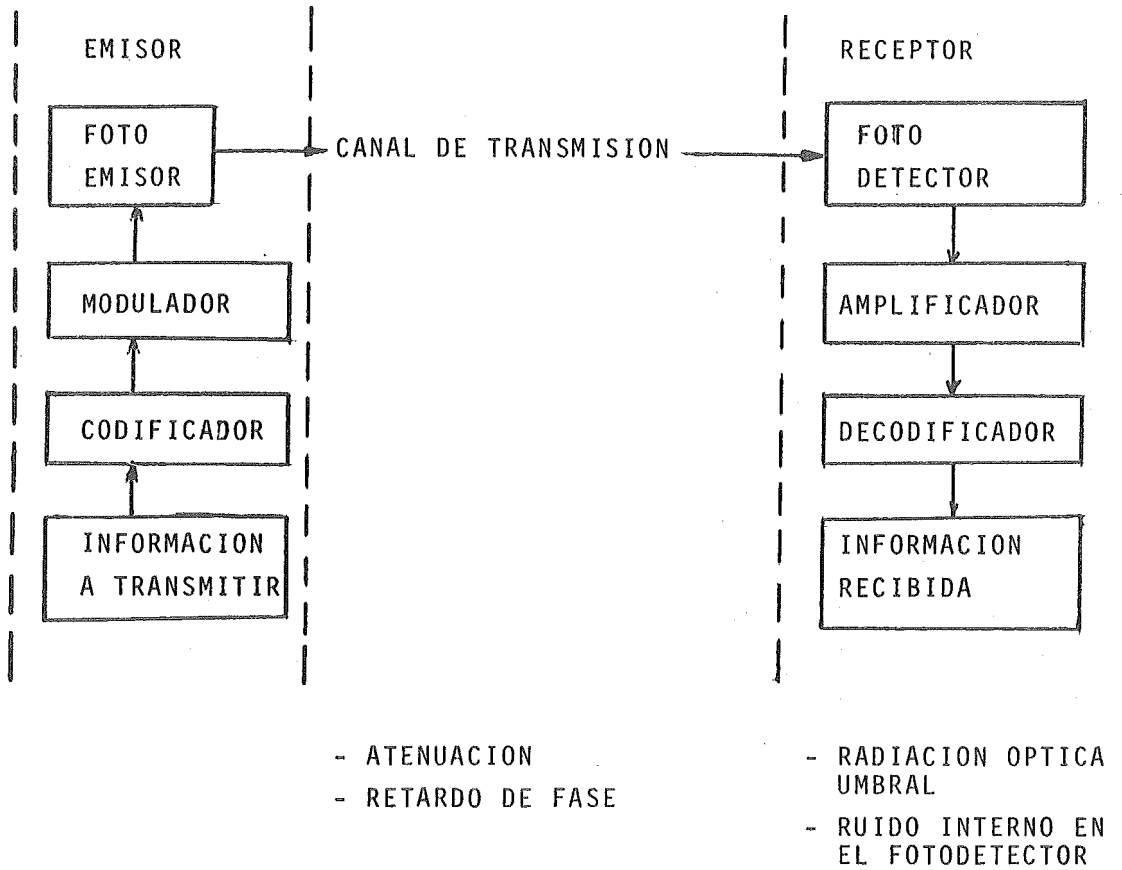 EMISOR
FOTO
EMISOR
MODULADOR
CODIFICADOR
INFORMACION
A TRANSMITIR
CANAL DE TRANSMISION
RECEPTOR
FOTO
DETECTOR
AMPLIFICADOR
DECODIFICADOR
INFORMACION
RECIBIDA
- ATENUACION
- RETARDO DE FASE
- RADIACION OPTICA
UMBRAL
- RUIDO INTERNO EN
EL FOTODETECTOR